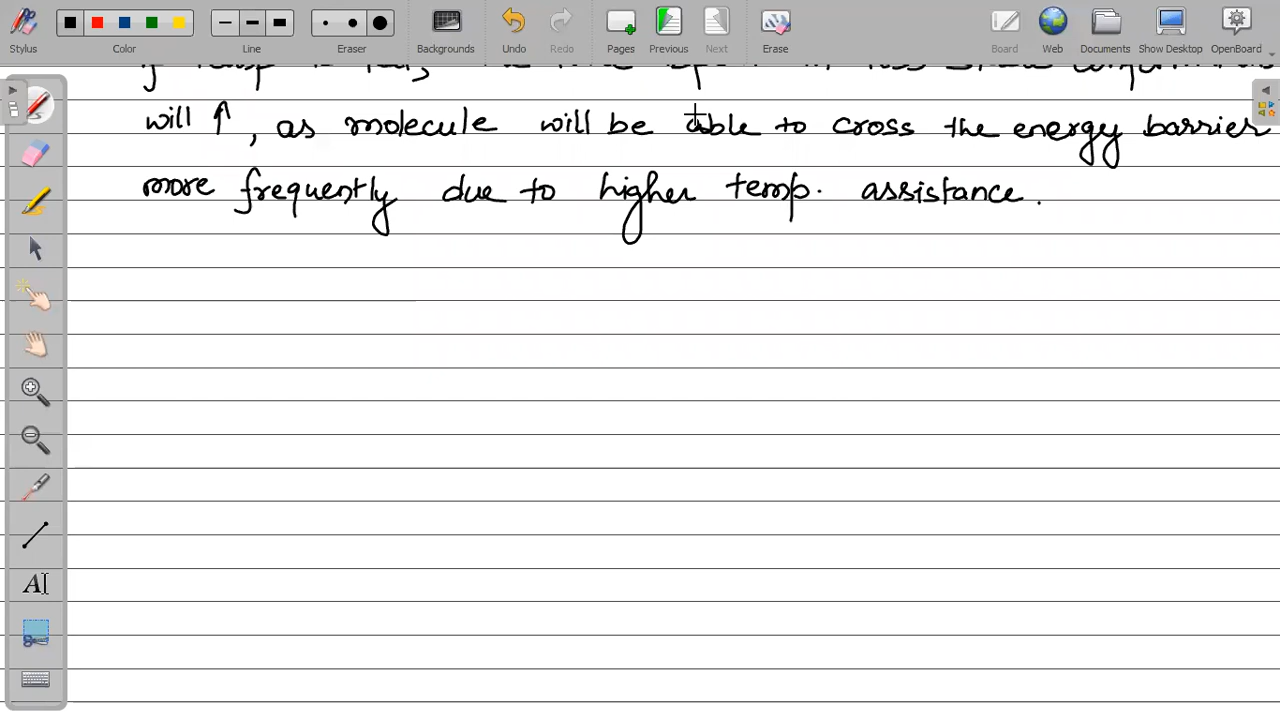 Stylus Color Line Eraser Backgrounds Undo Redo Pages Previous Next Erase Board Web Documents Show Desktop OpenBoard
will ↑, as molecule will be able to cross the energy barrier
more frequently due to higher temp. assistance.